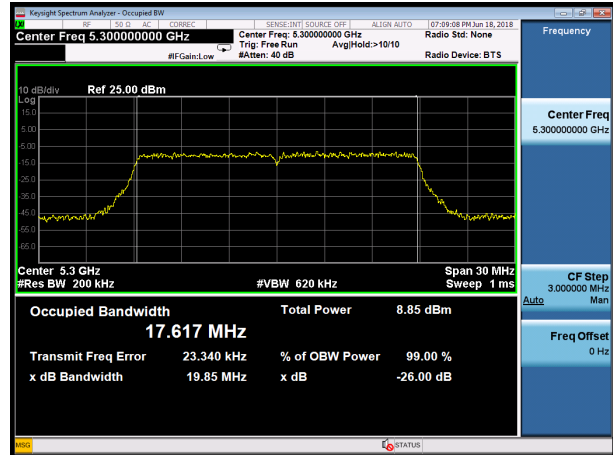 Keysight Spectrum Analyzer - Occupied BW
RF 50 Ω AC CORREC SENSE:INT SOURCE OFF ALIGN AUTO 07:09:08 PM Jun 18, 2018
Center Freq 5.300000000 GHz
Center Freq: 5.300000000 GHz Radio Std: None
Trig: Free Run Avg|Hold:>10/10
#IFGain:Low #Atten: 40 dB Radio Device: BTS
10 dB/div Ref 25.00 dBm
Log
15.0
5.00
-5.00
-15.0
-25.0
-35.0
-45.0
-55.0
-65.0
Center 5.3 GHz Span 30 MHz
#Res BW 200 kHz #VBW 620 kHz Sweep 1 ms
Occupied Bandwidth Total Power 8.85 dBm
17.617 MHz
Transmit Freq Error 23.340 kHz % of OBW Power 99.00 %
x dB Bandwidth 19.85 MHz x dB -26.00 dB
MSG STATUS
Frequency
Center Freq
5.300000000 GHz
CF Step
3.000000 MHz
Auto Man
Freq Offset
0 Hz